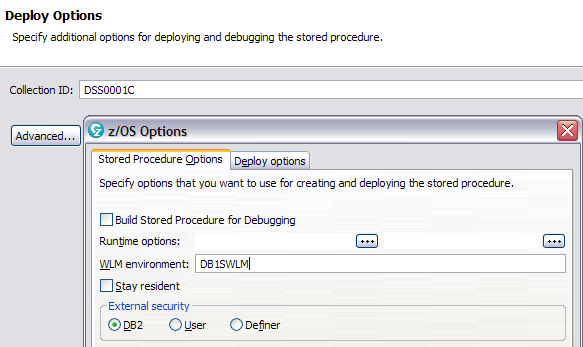 Deploy Options
Specify additional options for deploying and debugging the stored procedure.
Collection ID: DSS0001C
Advanced...
z/OS Options
Stored Procedure Options Deploy options
Specify options that you want to use for creating and deploying the stored procedure.
Build Stored Procedure for Debugging
Runtime options: ... ...
WLM environment: DB1SWLM
Stay resident
External security
DB2 User Definer